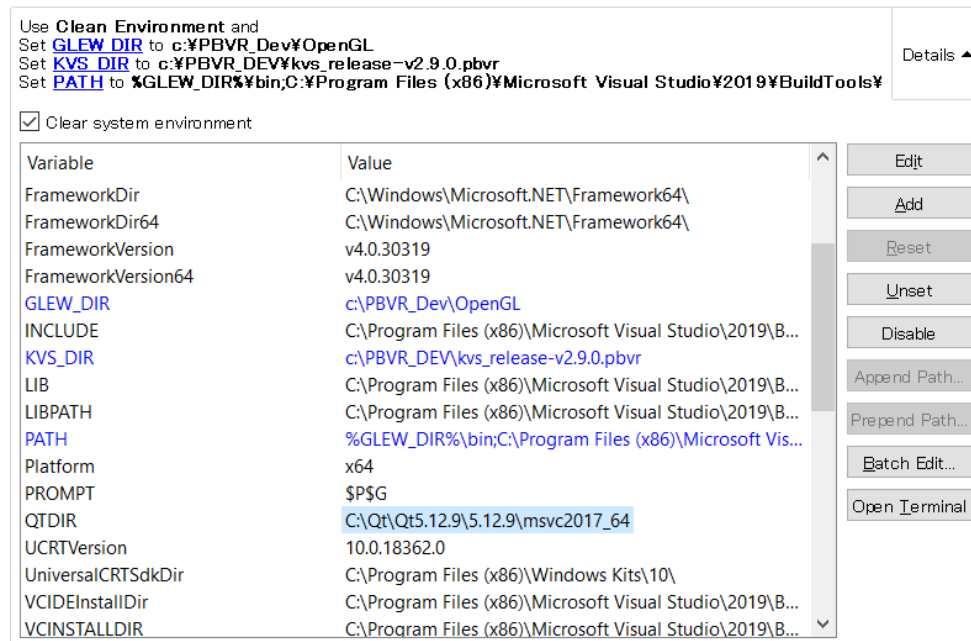 Use Clean Environment and
Set GLEW_DIR to c:¥PBVR_Dev¥OpenGL
Set KVS_DIR to c:¥PBVR_DEV¥kvs_release-v2.9.0.pbvr
Set PATH to %GLEW_DIR%¥bin;C:¥Program Files (x86)¥Microsoft Visual Studio¥2019¥BuildTools¥
Details
Clear system environment
Variable Value
FrameworkDir C:\Windows\Microsoft.NET\Framework64\
FrameworkDir64 C:\Windows\Microsoft.NET\Framework64\
FrameworkVersion v4.0.30319
FrameworkVersion64 v4.0.30319
GLEW_DIR c:\PBVR_Dev\OpenGL
INCLUDE C:\Program Files (x86)\Microsoft Visual Studio\2019\B...
KVS_DIR c:\PBVR_DEV\kvs_release-v2.9.0.pbvr
LIB C:\Program Files (x86)\Microsoft Visual Studio\2019\B...
LIBPATH C:\Program Files (x86)\Microsoft Visual Studio\2019\B...
PATH %GLEW_DIR%\bin;C:\Program Files (x86)\Microsoft Vis...
Platform x64
PROMPT $P$G
QTDIR C:\Qt\Qt5.12.9\5.12.9\msvc2017_64
UCRTVersion 10.0.18362.0
UniversalCRTSdkDir C:\Program Files (x86)\Windows Kits\10\
VCIDEInstallDir C:\Program Files (x86)\Microsoft Visual Studio\2019\B...
VCINSTALLDIR C:\Program Files (x86)\Microsoft Visual Studio\2019\B...
Edit
Add
Reset
Unset
Disable
Append Path...
Prepend Path...
Batch Edit...
Open Terminal